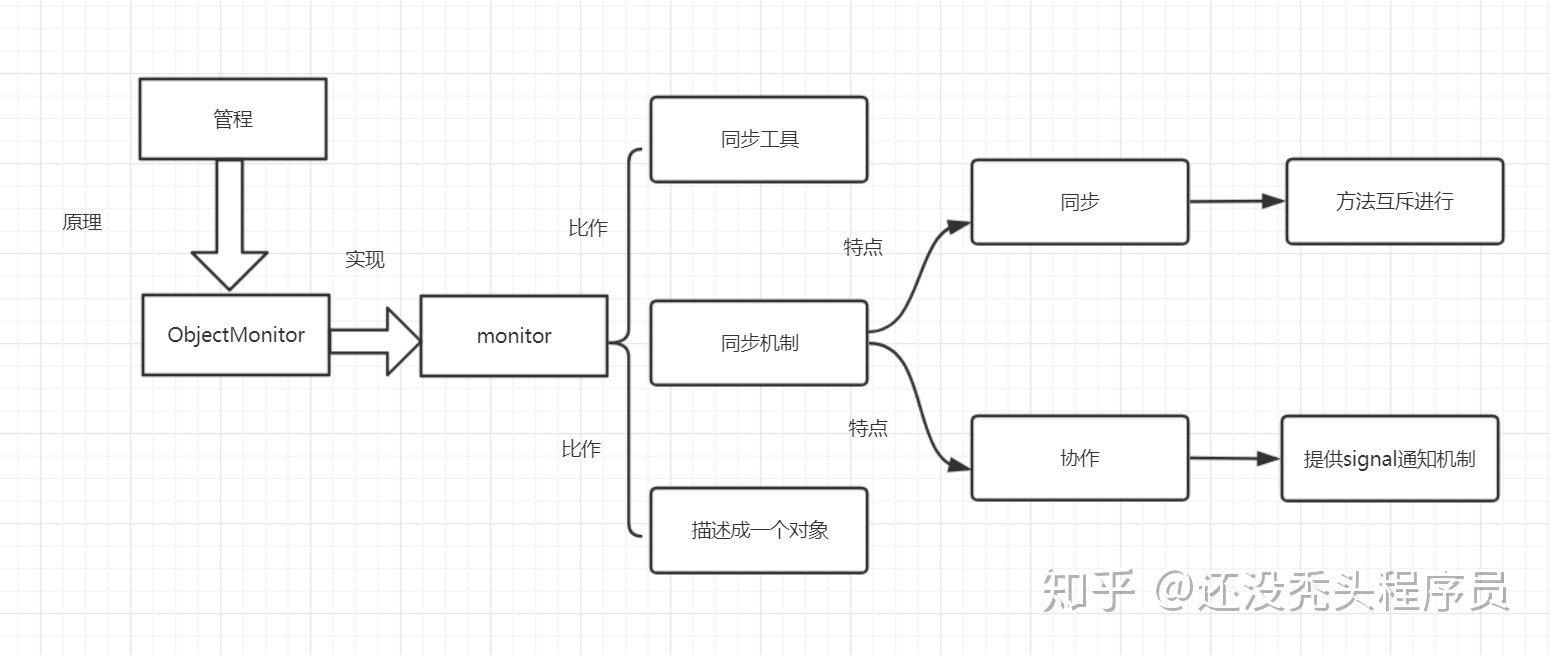 管程
原理
ObjectMonitor
实现
monitor
比作
比作
同步工具
同步机制
描述成一个对象
特点
特点
同步
方法互斥进行
协作
提供signal通知机制
知乎 @还没秃头程序员